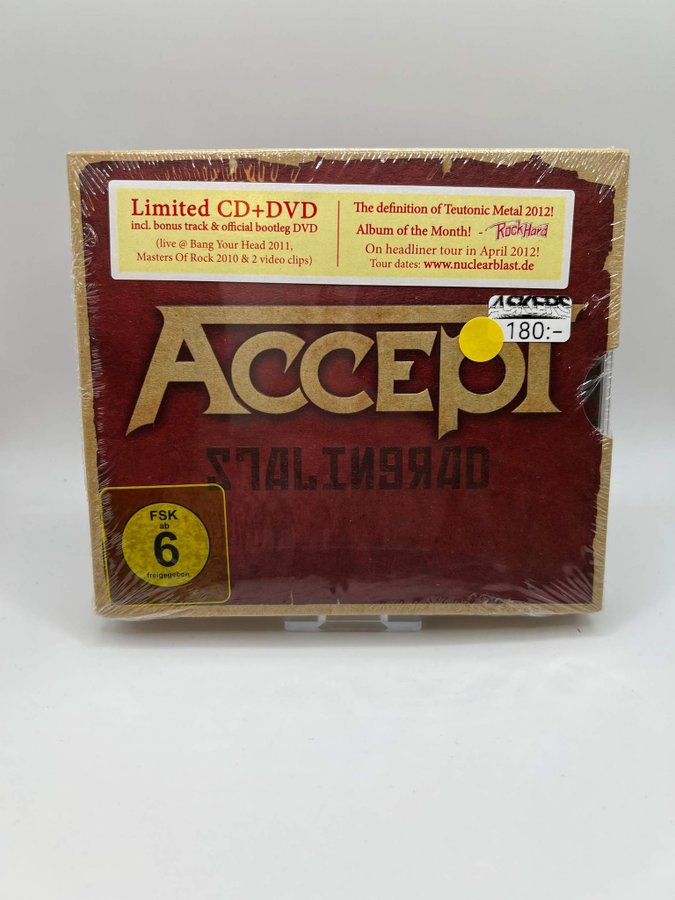 Limited CD+DVD
incl. bonus track & official bootleg DVD
(live @ Bang Your Head 2011,
Masters Of Rock 2010 & 2 video clips)
The definition of Teutonic Metal 2012!
Album of the Month! - RockHard
On headliner tour in April 2012!
Tour dates: www.nuclearblast.de
180:-
ACCEPT
STALINGRAD
FSK
ab
6
freigegeben